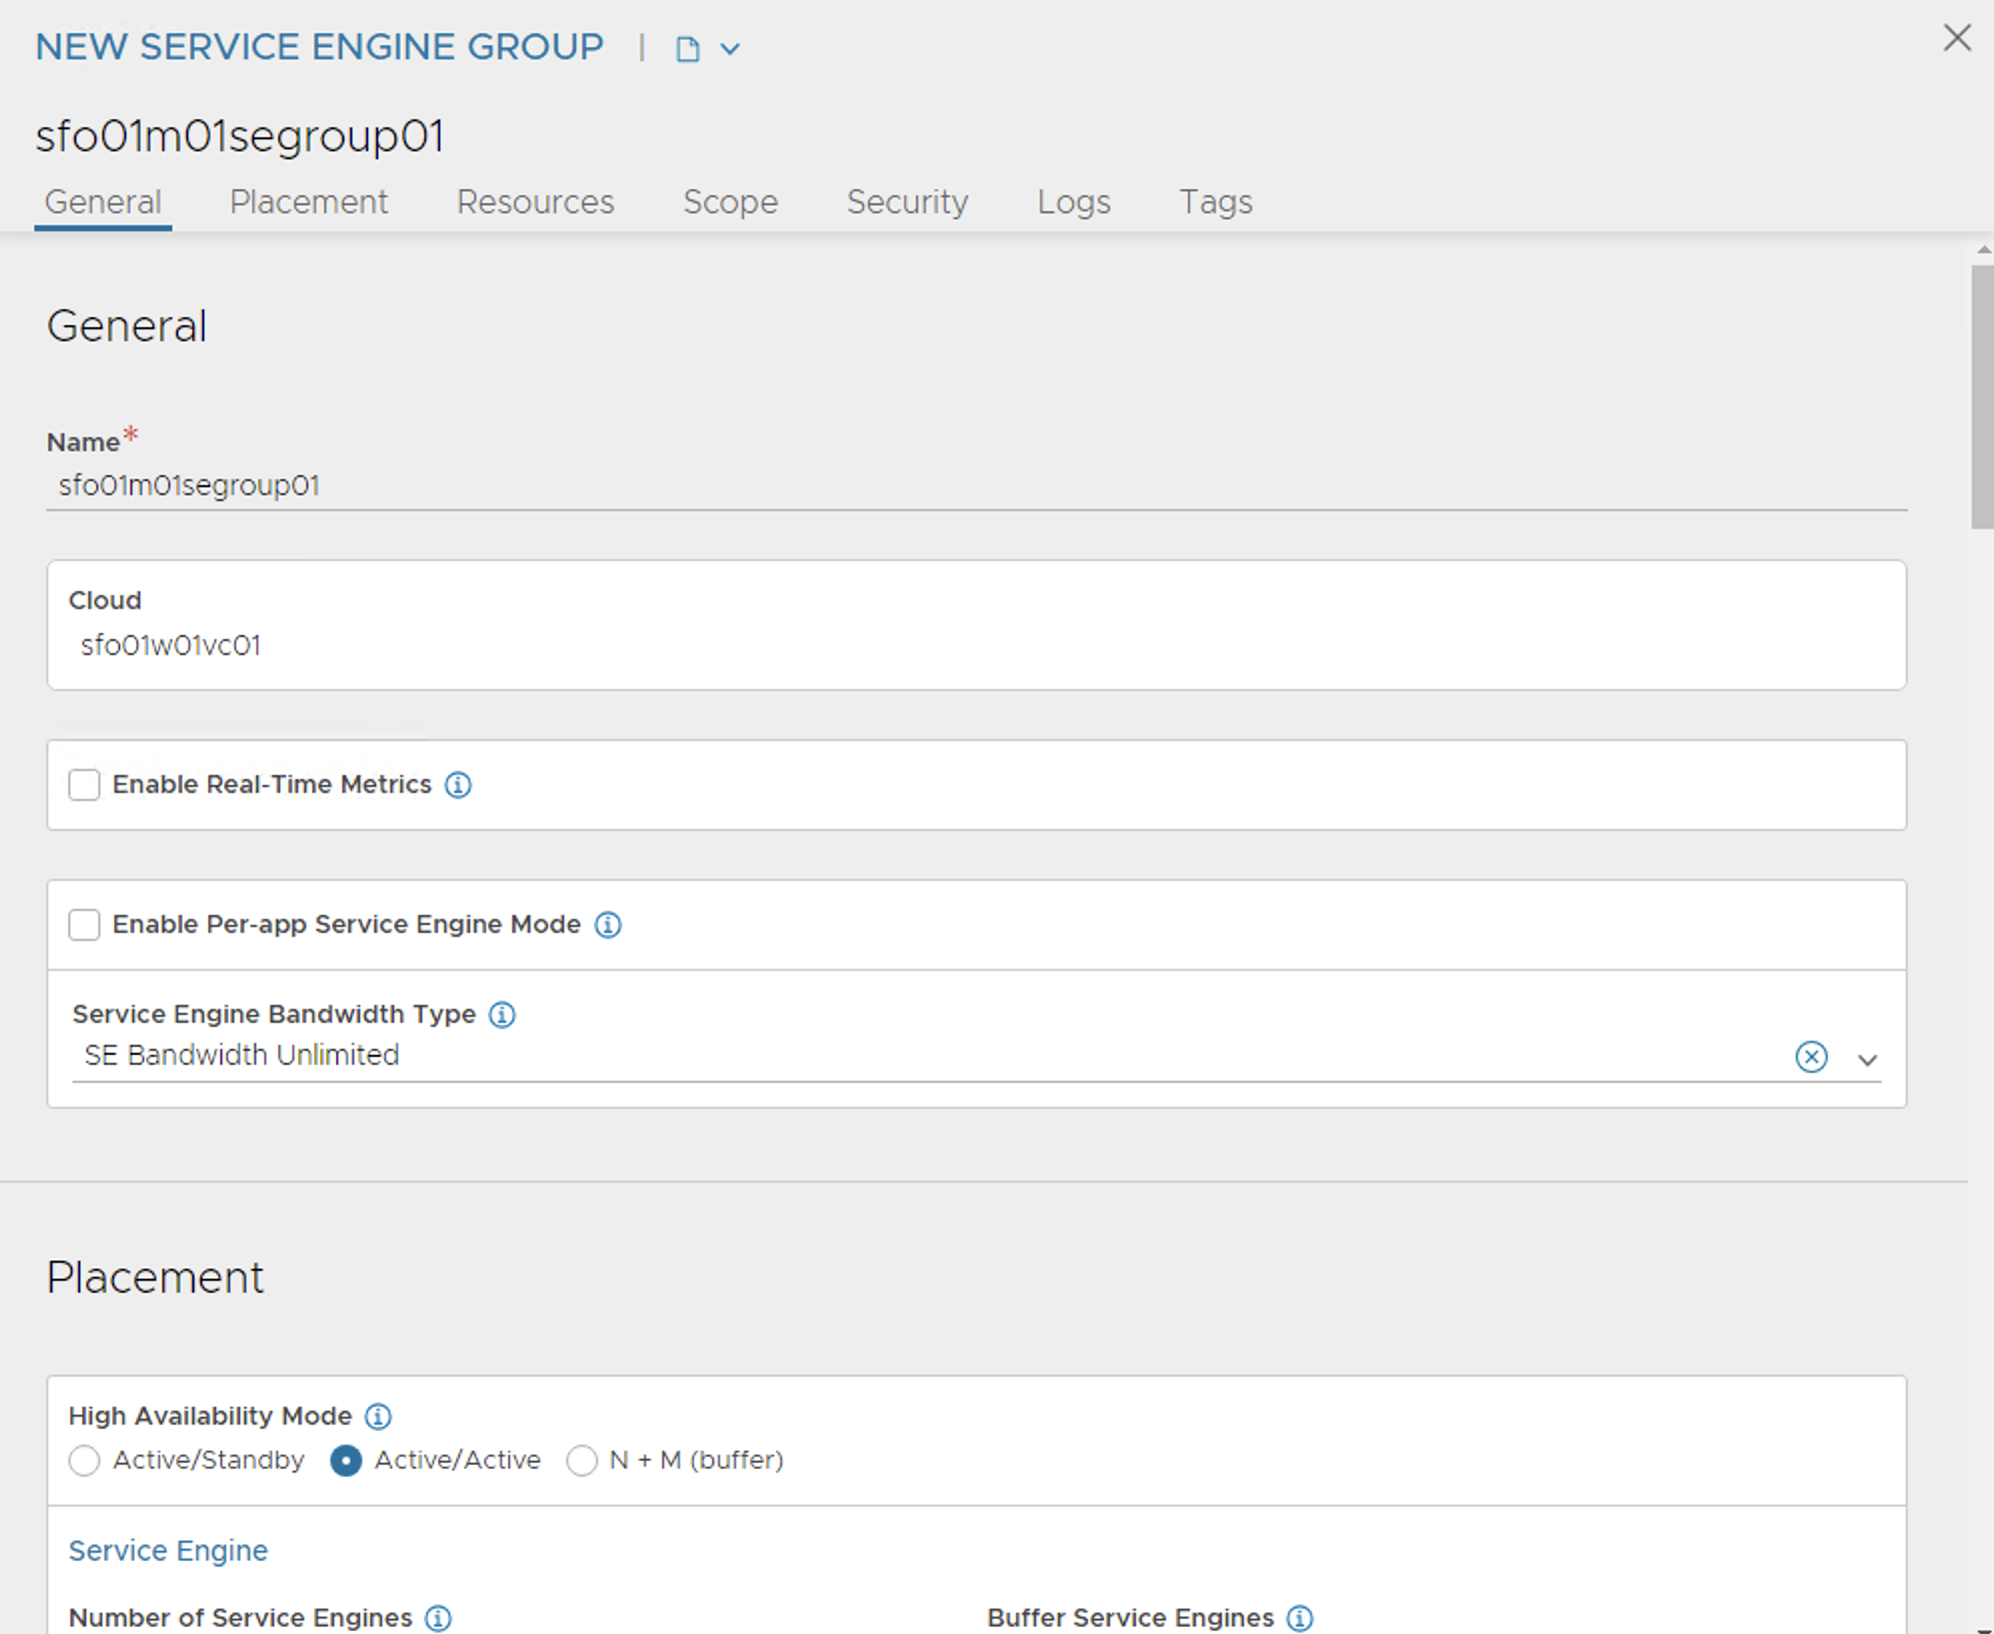 NEW SERVICE ENGINE GROUP |
sfo01m01segroup01
General Placement Resources Scope Security Logs Tags
General
Name*
sfo01m01segroup01
Cloud
sfo01w01vc01
Enable Real-Time Metrics
Enable Per-app Service Engine Mode
Service Engine Bandwidth Type
SE Bandwidth Unlimited
Placement
High Availability Mode
Active/Standby Active/Active N + M (buffer)
Service Engine
Number of Service Engines Buffer Service Engines